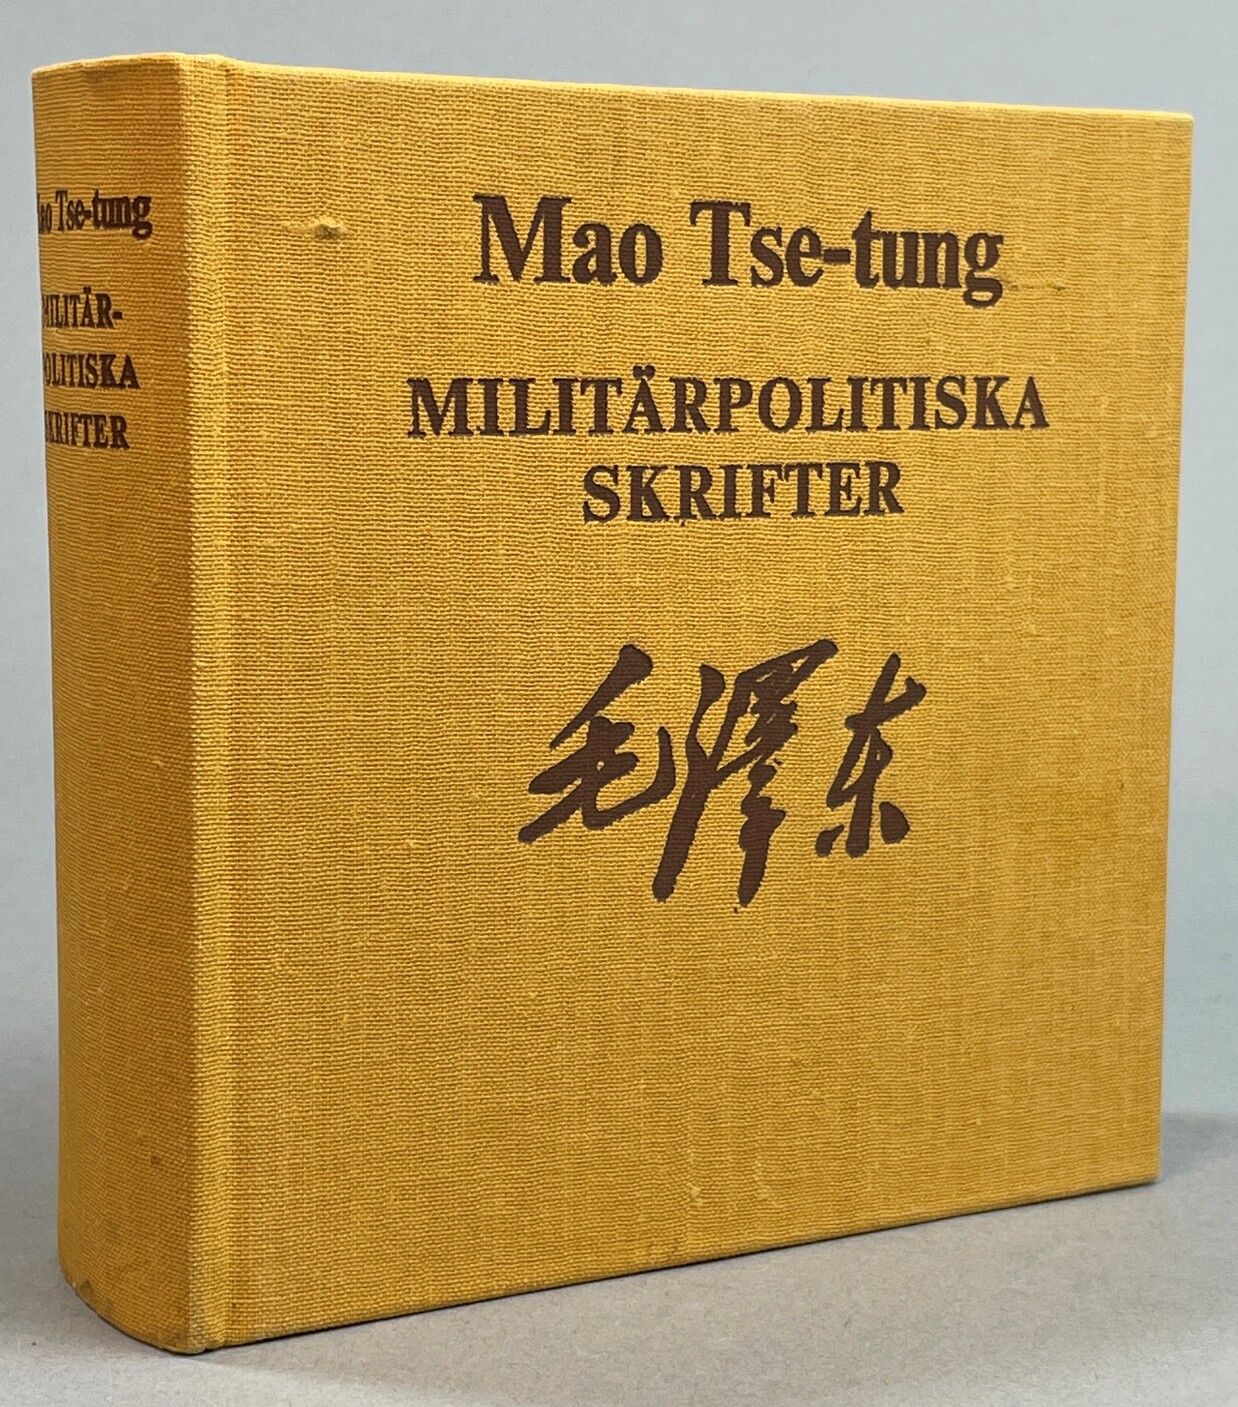 Mao Tse-tung
MILITÄR-
POLITISKA
SKRIFTER
Mao Tse-tung
MILITÄRPOLITISKA
SKRIFTER
毛澤东